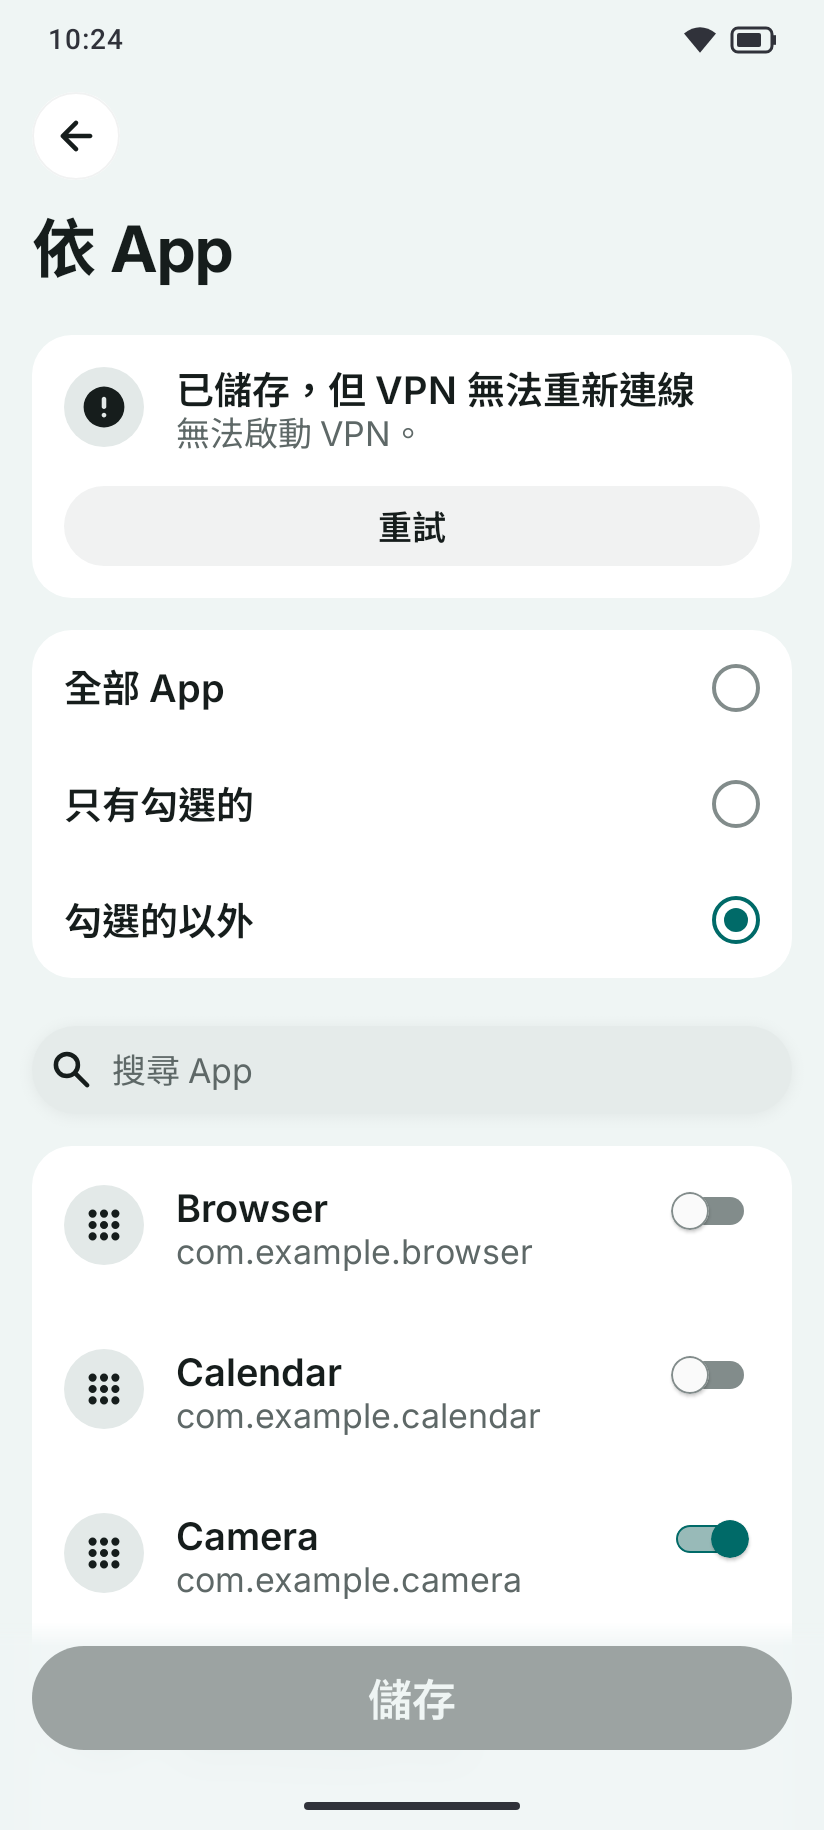 10:24
依 App
已儲存，但 VPN 無法重新連線
無法啟動 VPN。
重試
全部 App
只有勾選的
勾選的以外
搜尋 App
Browser
com.example.browser
Calendar
com.example.calendar
Camera
com.example.camera
儲存